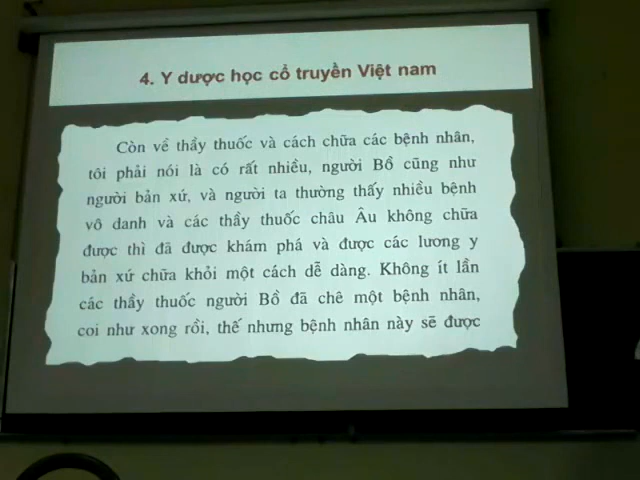 4. Y dược học cổ truyền Việt nam
Còn về thầy thuốc và cách chữa các bệnh nhân,
tôi phải nói là có rất nhiều, người Bồ cũng như
người bản xứ, và người ta thường thấy nhiều bệnh
vô danh và các thầy thuốc châu Âu không chữa
được thì đã được khám phá và được các lương y
bản xứ chữa khỏi một cách dễ dàng. Không ít lần
các thầy thuốc người Bồ đã chê một bệnh nhân,
coi như xong rồi, thế nhưng bệnh nhân này sẽ được